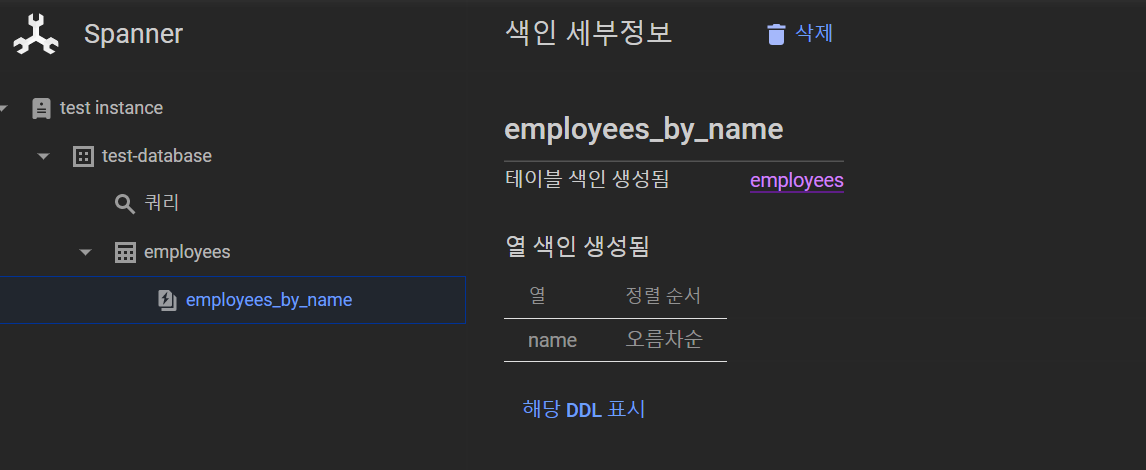 Spanner
test instance
test-database
쿼리
employees
employees_by_name
색인 세부정보
삭제
employees_by_name
테이블 색인 생성됨 employees
열 색인 생성됨
열 정렬 순서
name 오름차순
해당 DDL 표시